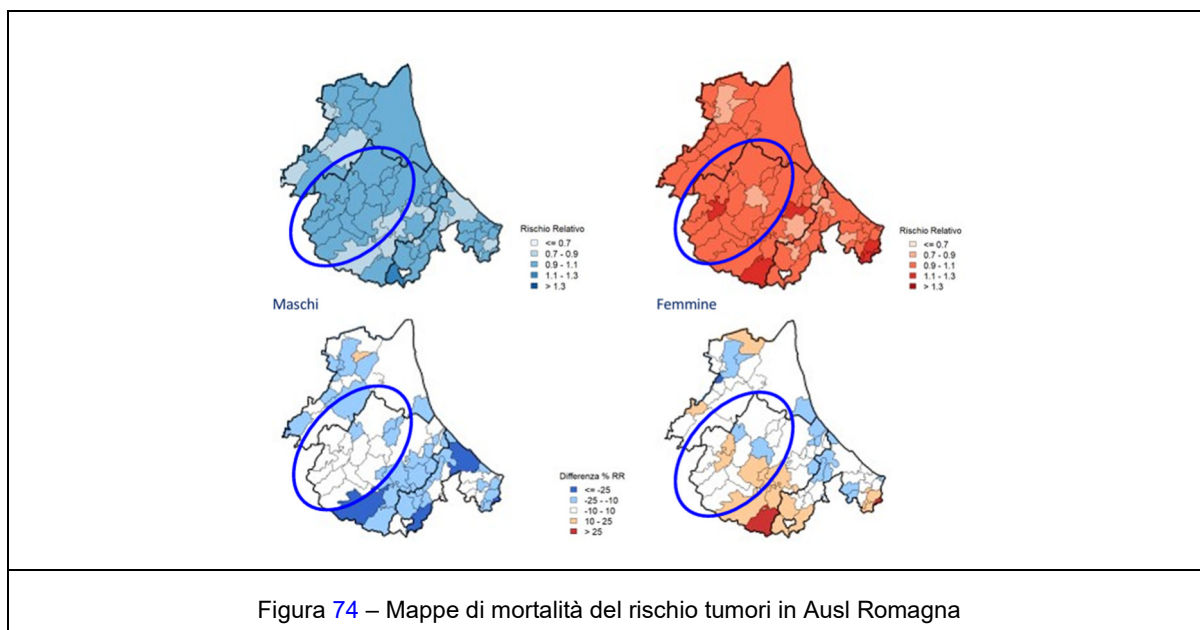 Rischio Relativo
<= 0.7
0.7 - 0.9
0.9 - 1.1
1.1 - 1.3
> 1.3
Rischio Relativo
<= 0.7
0.7 - 0.9
0.9 - 1.1
1.1 - 1.3
> 1.3
Maschi
Femmine
Differenza % RR
<= -25
-25 - -10
-10 - 10
10 - 25
> 25
Figura 74 – Mappe di mortalità del rischio tumori in Ausl Romagna